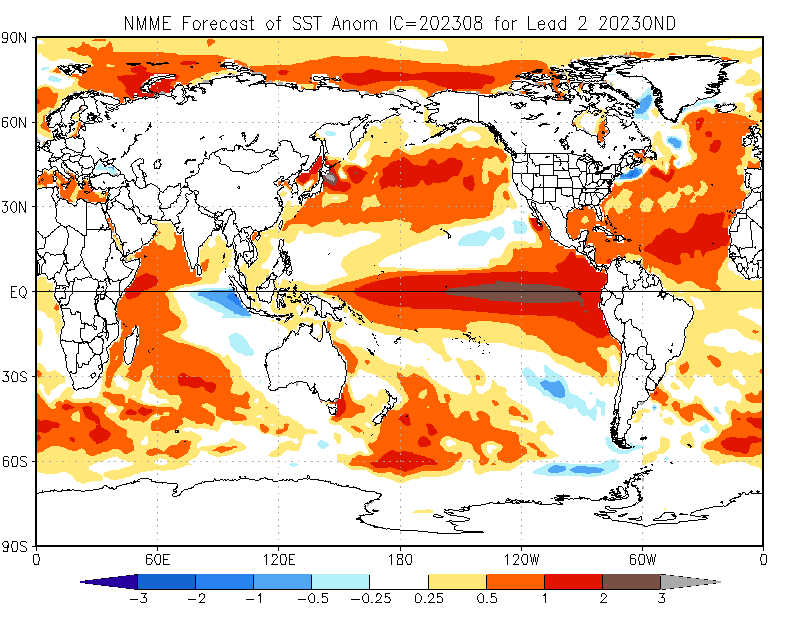 NMME Forecast of SST Anom IC=202308 for Lead 2 2023OND
90N
60N
30N
EQ
30S
60S
90S
0 60E 120E 180 120W 60W 0
-3 -2 -1 -0.5 -0.25 0.25 0.5 1 2 3